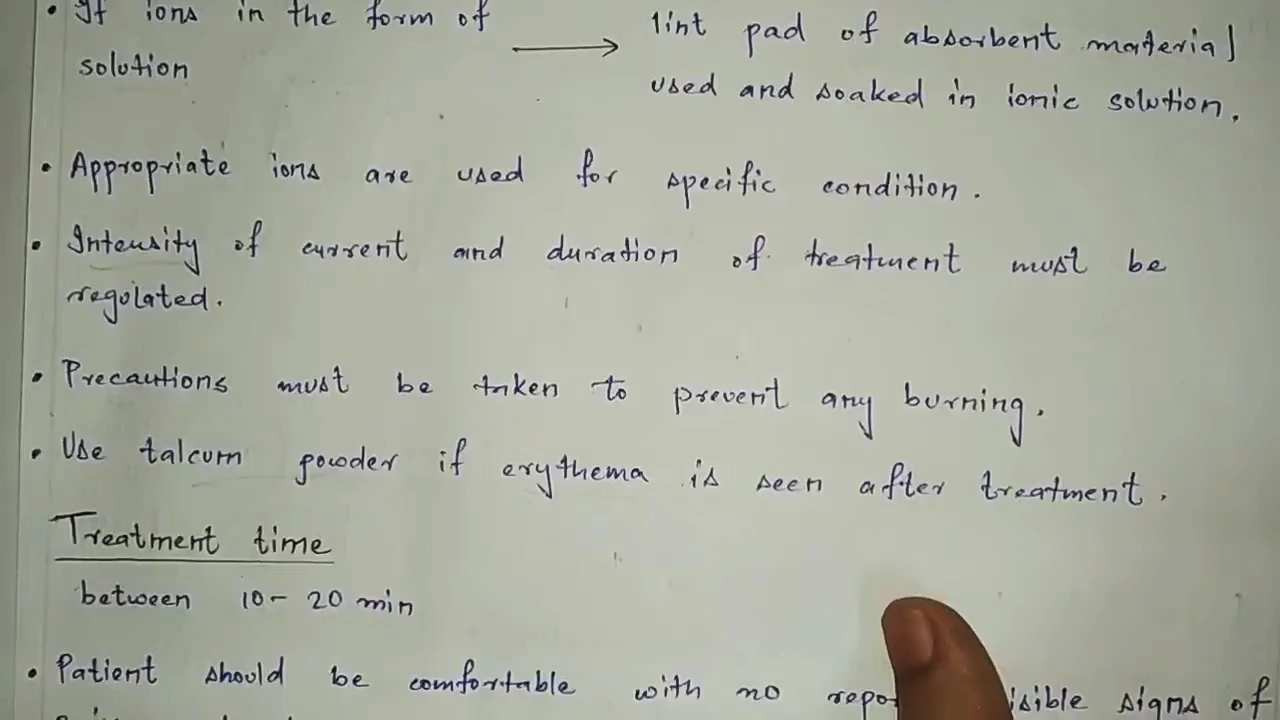 • If ions in the form of solution → lint pad of absorbent material used and soaked in ionic solution.
• Appropriate ions are used for specific condition.
• Intensity of current and duration of treatment must be
regulated.
• Precautions must be taken to prevent any burning.
• Use talcum powder if erythema is seen after treatment.
Treatment time
between 10 - 20 min
• Patient should be comfortable with no signs of